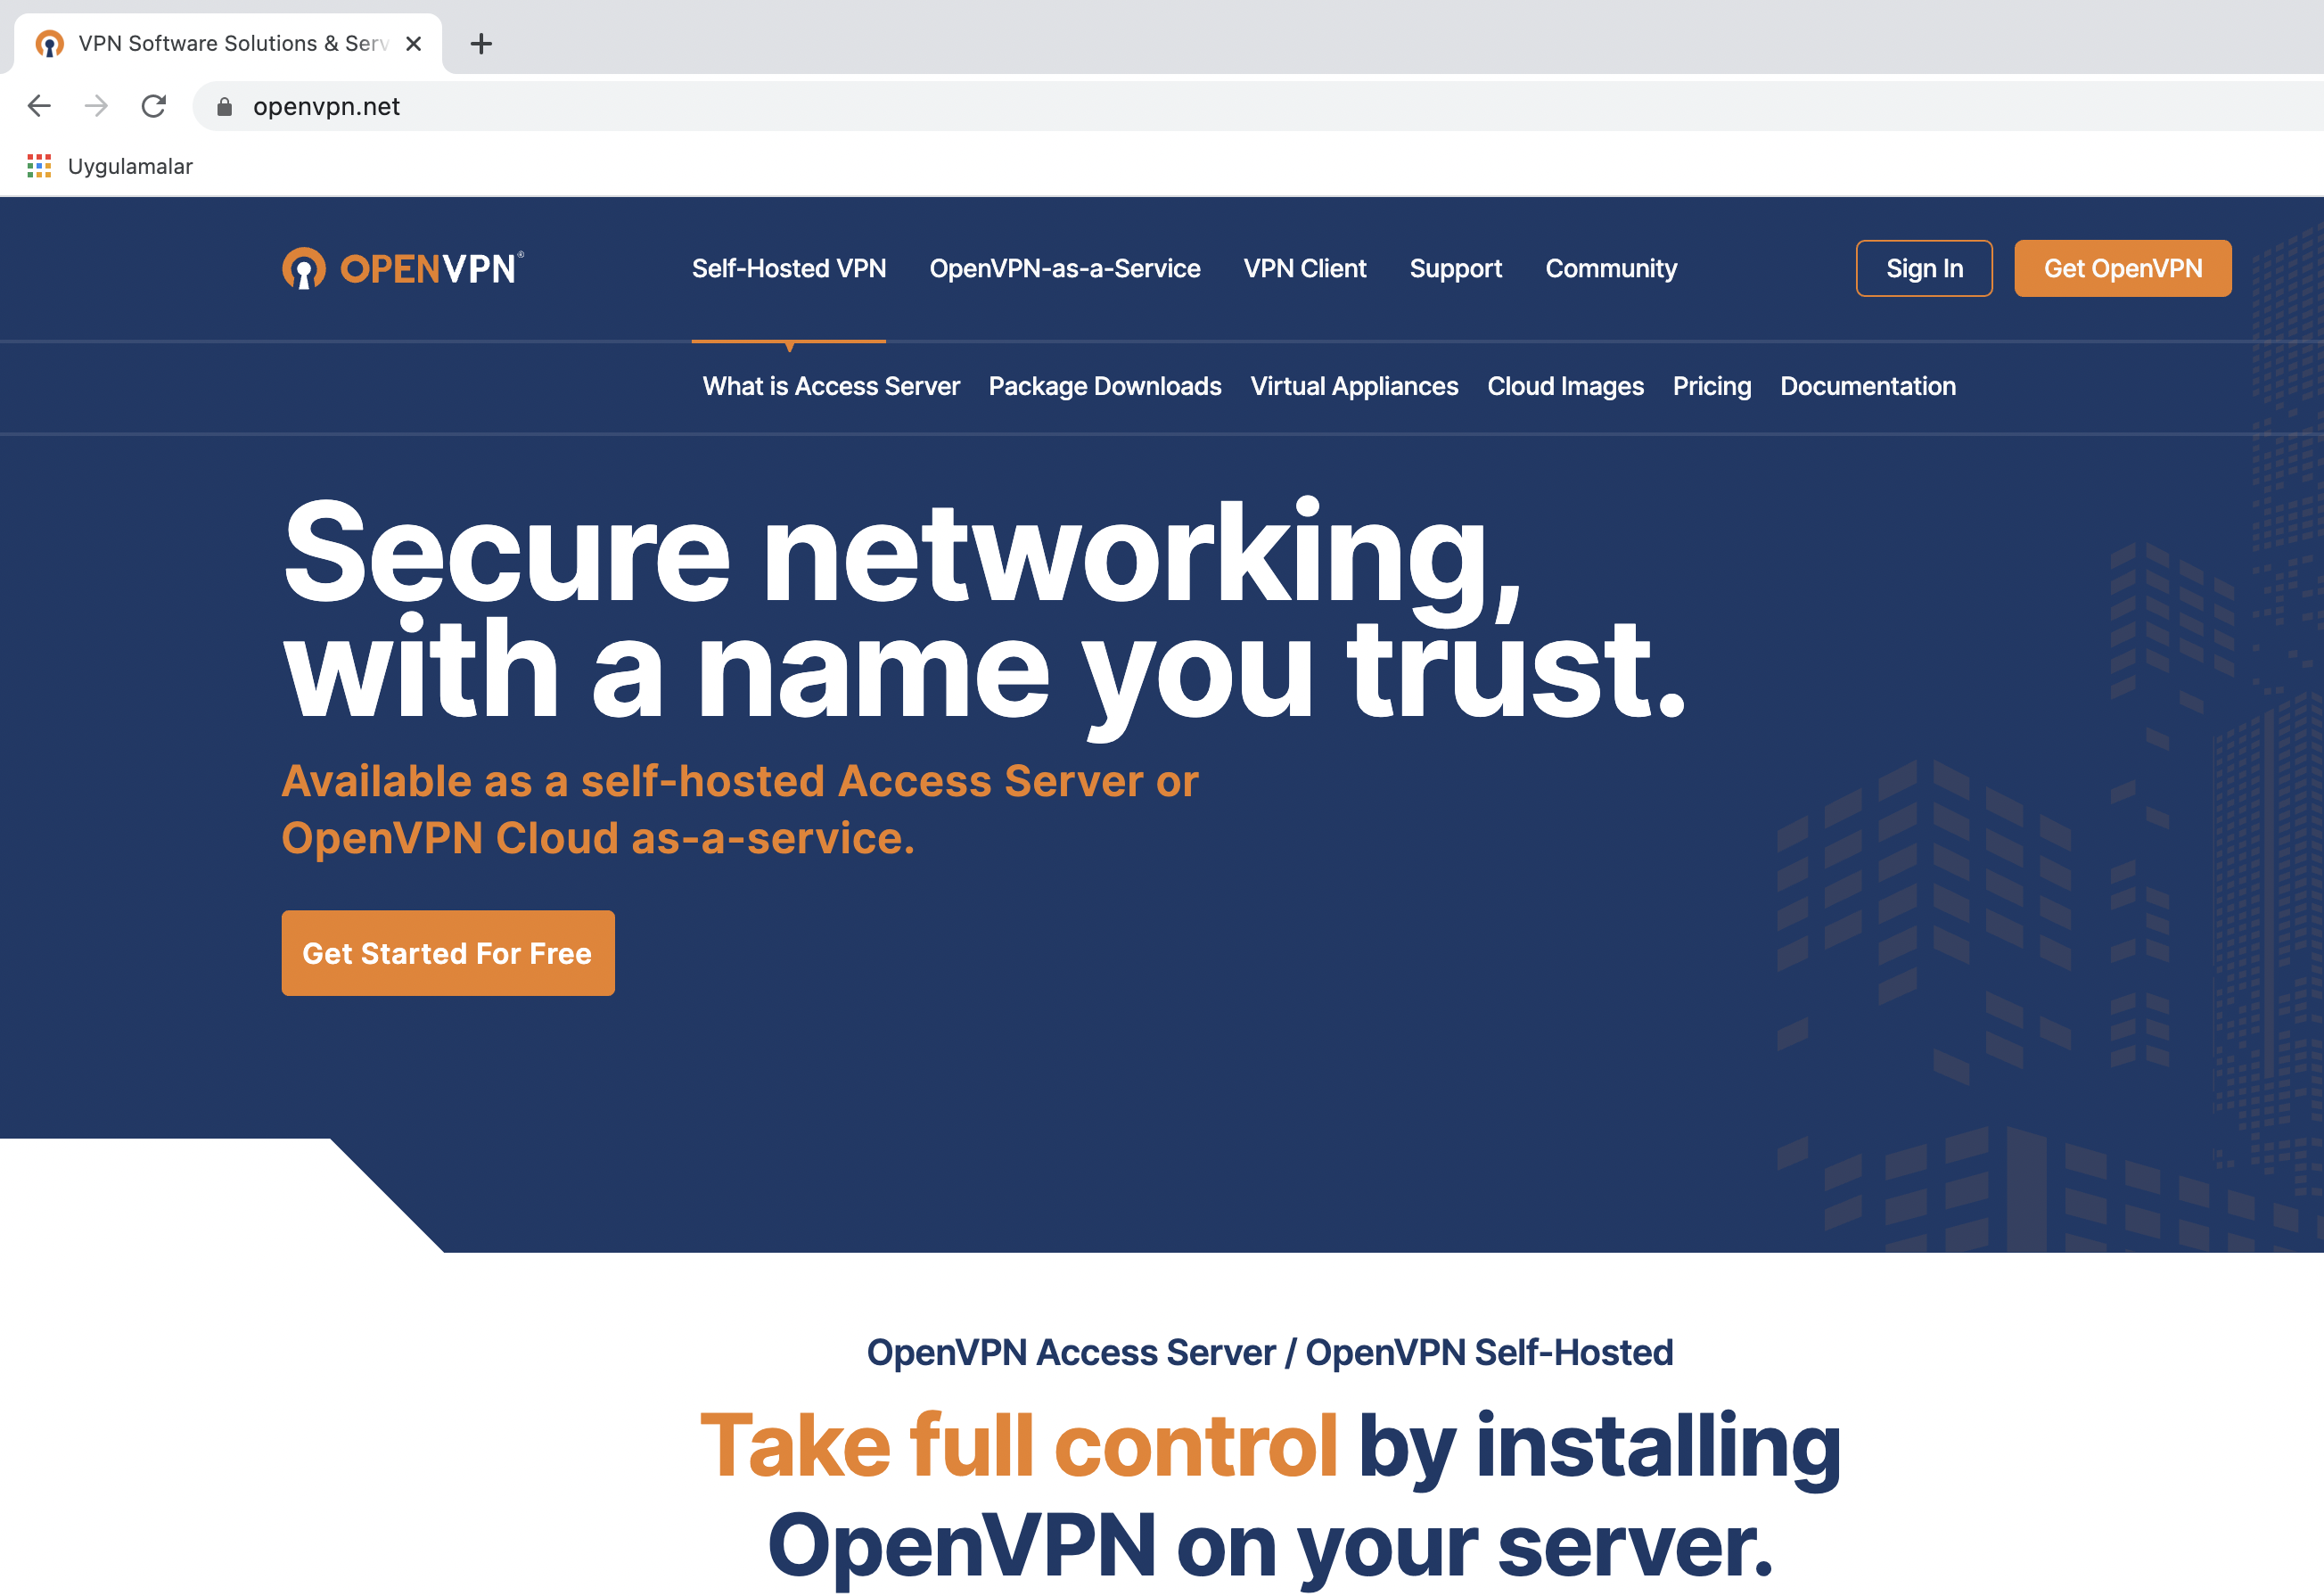 VPN Software Solutions & Serv
openvpn.net
Uygulamalar
OPENVPN®
Self-Hosted VPN OpenVPN-as-a-Service VPN Client Support Community Sign In Get OpenVPN
What is Access Server Package Downloads Virtual Appliances Cloud Images Pricing Documentation
Secure networking,
with a name you trust.
Available as a self-hosted Access Server or
OpenVPN Cloud as-a-service.
Get Started For Free
OpenVPN Access Server / OpenVPN Self-Hosted
Take full control by installing
OpenVPN on your server.